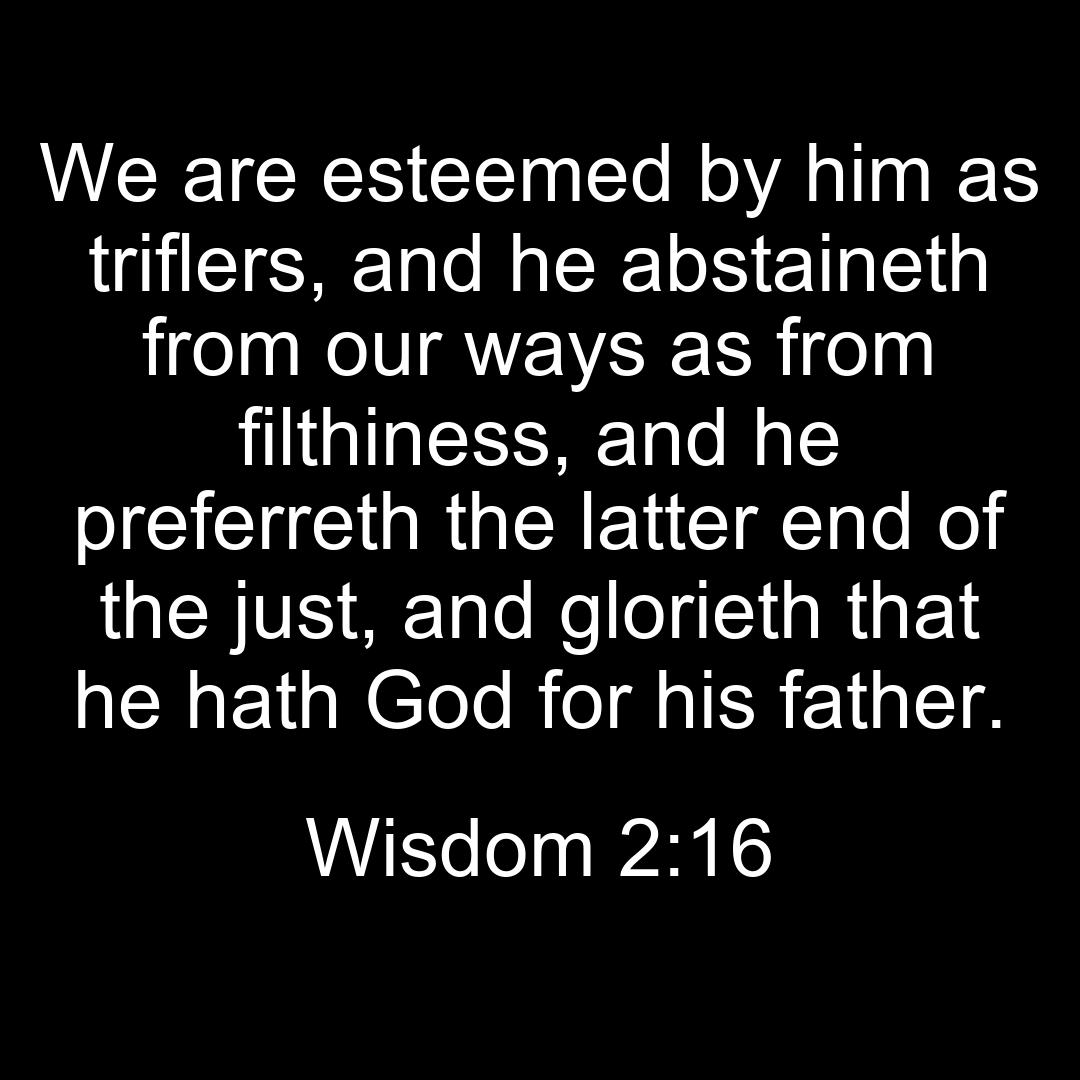 We are esteemed by him as
triflers, and he abstaineth
from our ways as from
filthiness, and he
preferreth the latter end of
the just, and glorieth that
he hath God for his father.
Wisdom 2:16